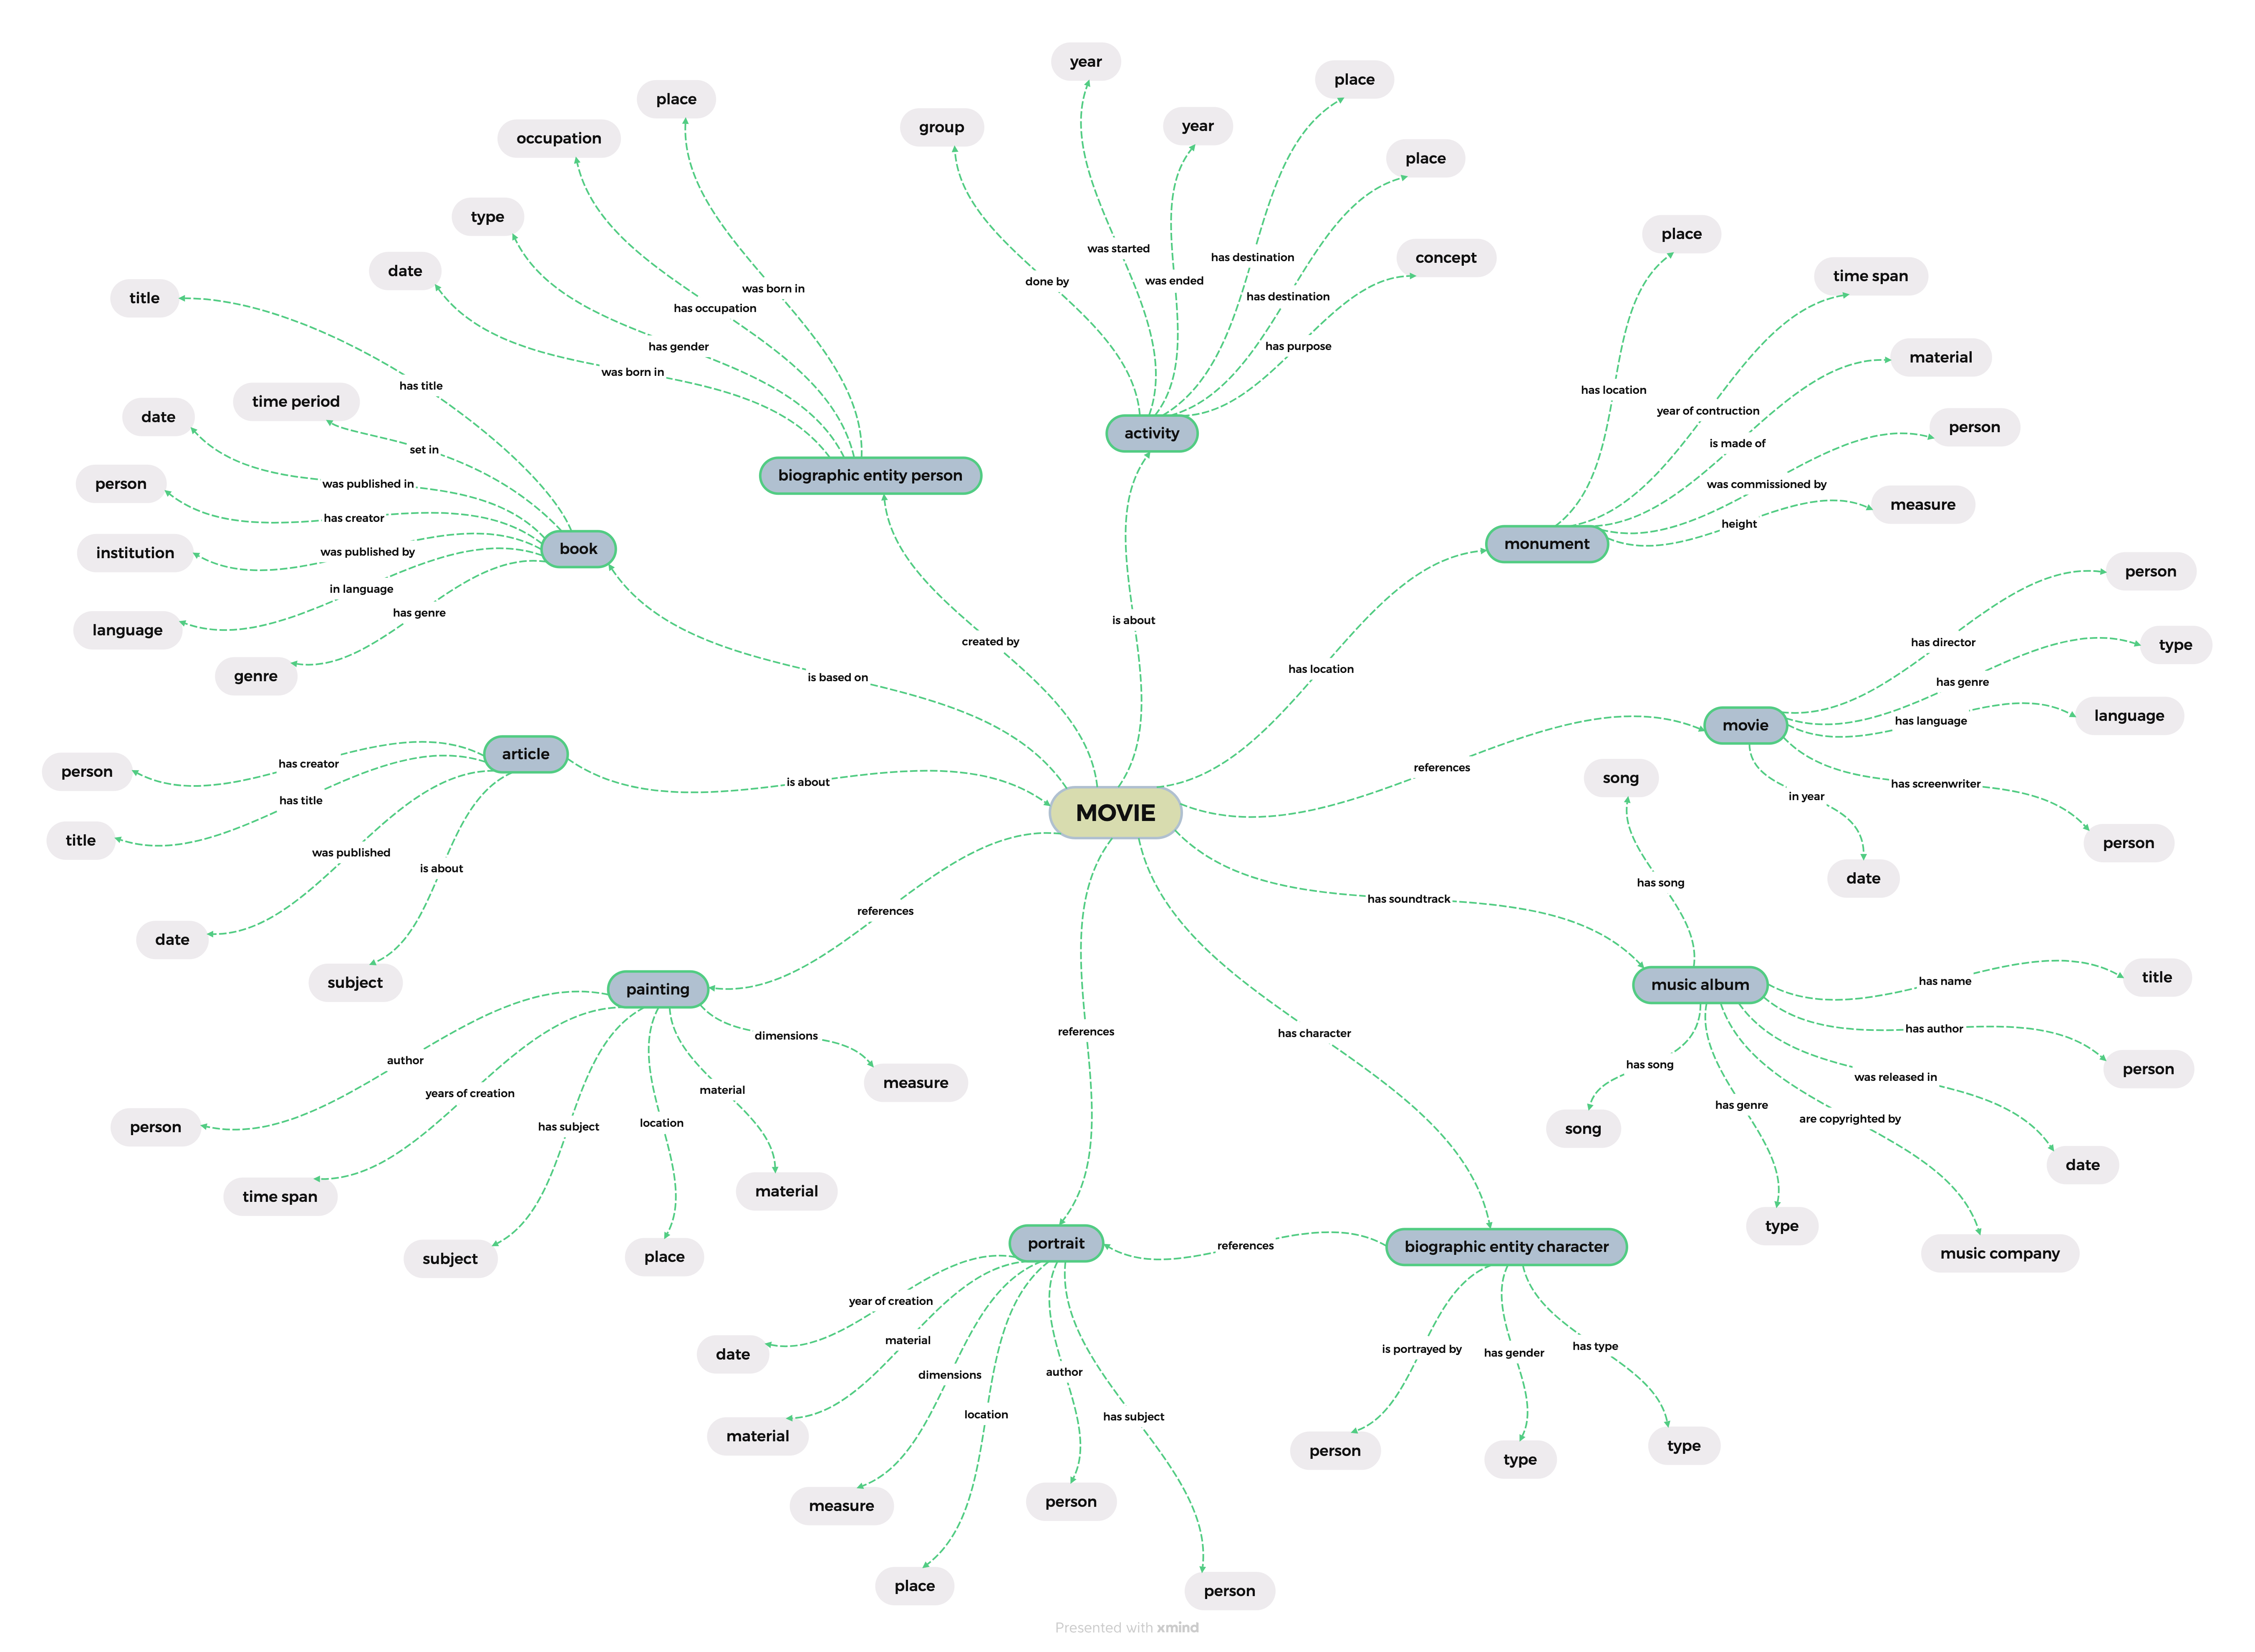 year
place
place
group
year
occupation
place
type
concept
place
was started
has destination
date
time span
was ended
done by
was born in
has destination
title
has occupation
has purpose
has gender
material
was born in
has title
has location
time period
year of contruction
date
person
activity
is made of
set in
biographic entity person
person
was published in
was commissioned by
measure
has creator
height
monument
book
institution
was published by
person
in language
has genre
is about
language
created by
has director
type
has location
genre
is based on
has genre
language
has language
movie
article
has creator
references
person
song
is about
has screenwriter
in year
has title
MOVIE
title
person
was published
is about
date
has song
has soundtrack
references
date
title
subject
has name
music album
painting
has author
references
has character
dimensions
author
has song
person
was released in
measure
material
years of creation
has genre
are copyrighted by
location
has subject
person
song
date
material
time span
type
portrait
references
biographic entity character
music company
place
subject
year of creation
material
has type
is portrayed by
has gender
date
author
dimensions
location
has subject
material
type
person
type
person
measure
place
person
Presented with xmind